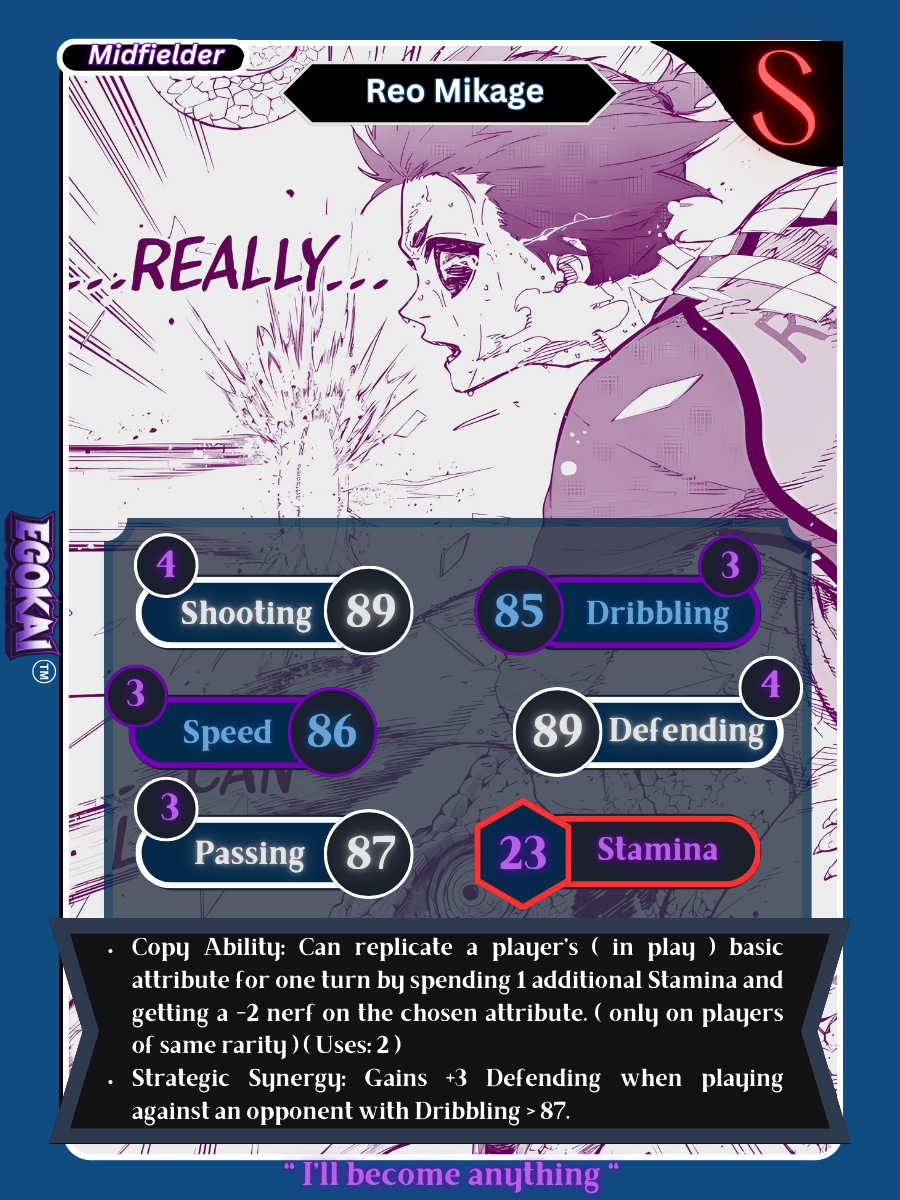 Midfielder
Reo Mikage
S
...REALLY...
EGOKAI
TM
4
Shooting 89
3
85 Dribbling
3
Speed 86
4
89 Defending
...CAN
3
Passing 87
23 Stamina
• Copy Ability: Can replicate a player's ( in play ) basic
attribute for one turn by spending 1 additional Stamina and
getting a -2 nerf on the chosen attribute. ( only on players
of same rarity ) ( Uses: 2 )
• Strategic Synergy: Gains +3 Defending when playing
against an opponent with Dribbling > 87.
“ I'll become anything “